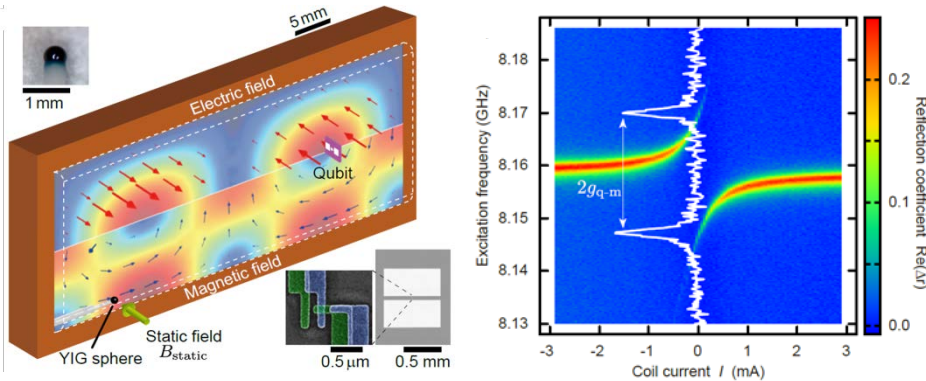 1 mm
5 mm
Electric field
Qubit
Magnetic field
YIG sphere
Static field
B_static
0.5 μm
0.5 mm
8.18
8.17
8.16
8.15
8.14
8.13
Excitation frequency (GHz)
2g_q-m
-3
-2
-1
0
1
2
3
Coil current I (mA)
0.2
0.1
0.0
Reflection coefficient Re(Δr)